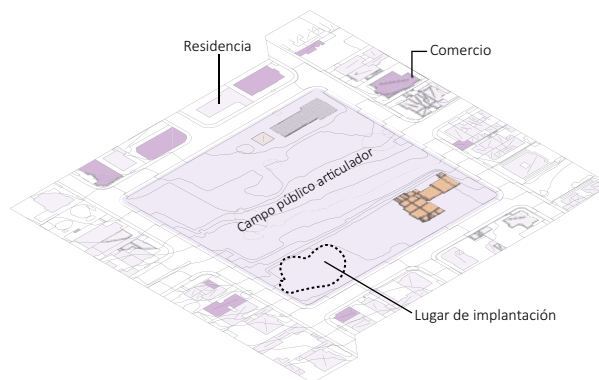 Residencia
Comercio
Campo público articulador
Lugar de implantación